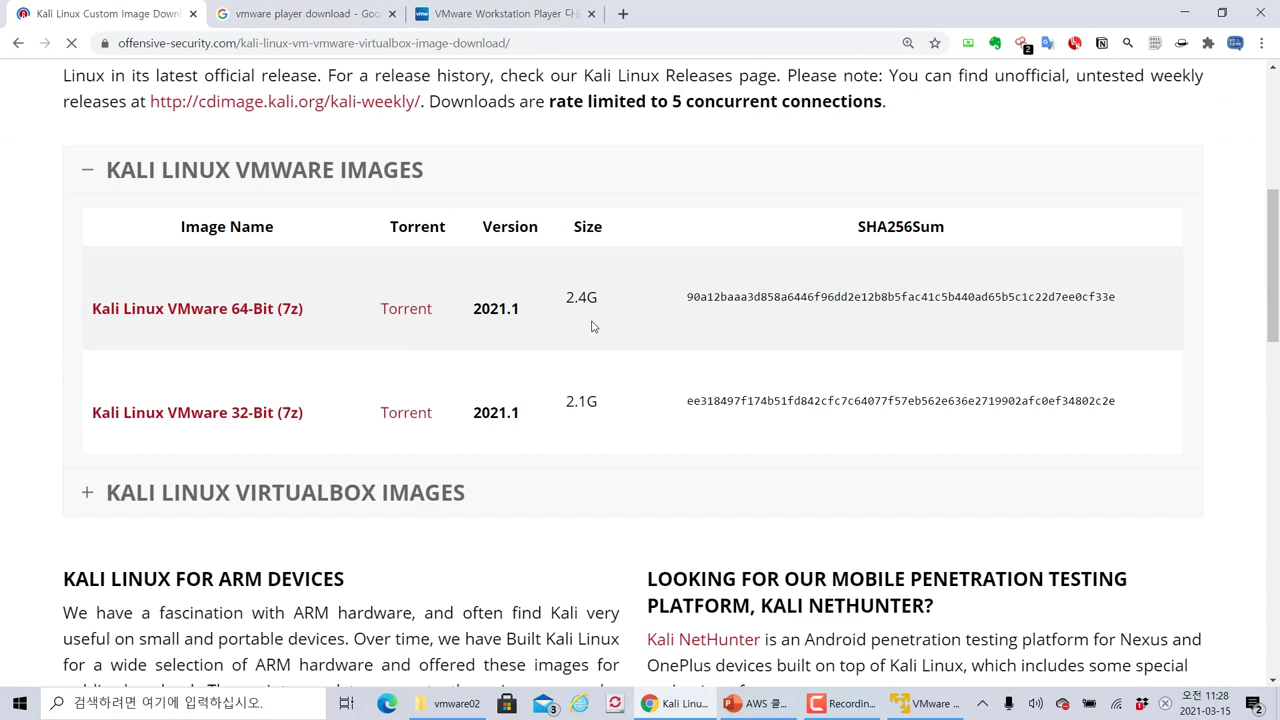 Kali Linux Custom Image Down
vmware player download - Goo
VMware Workstation Player 다
offensive-security.com/kali-linux-vm-vmware-virtualbox-image-download/
2
Linux in its latest official release. For a release history, check our Kali Linux Releases page. Please note: You can find unofficial, untested weekly
releases at http://cdimage.kali.org/kali-weekly/. Downloads are rate limited to 5 concurrent connections.
− KALI LINUX VMWARE IMAGES
Image Name Torrent Version Size SHA256Sum
Kali Linux VMware 64-Bit (7z) Torrent 2021.1 2.4G 90a12baaa3d858a6446f96dd2e12b8b5fac41c5b440ad65b5c1c22d7ee0cf33e
Kali Linux VMware 32-Bit (7z) Torrent 2021.1 2.1G ee318497f174b51fd842cfc7c64077f57eb562e636e2719902afc0ef34802c2e
+ KALI LINUX VIRTUALBOX IMAGES
KALI LINUX FOR ARM DEVICES
We have a fascination with ARM hardware, and often find Kali very
useful on small and portable devices. Over time, we have Built Kali Linux
for a wide selection of ARM hardware and offered these images for
LOOKING FOR OUR MOBILE PENETRATION TESTING
PLATFORM, KALI NETHUNTER?
Kali NetHunter is an Android penetration testing platform for Nexus and
OnePlus devices built on top of Kali Linux, which includes some special
검색하려면 여기에 입력하십시오.
vmware02
3
Kali Linu...
AWS 클...
Recordin...
VMware ...
오전 11:28
2021-03-15
2